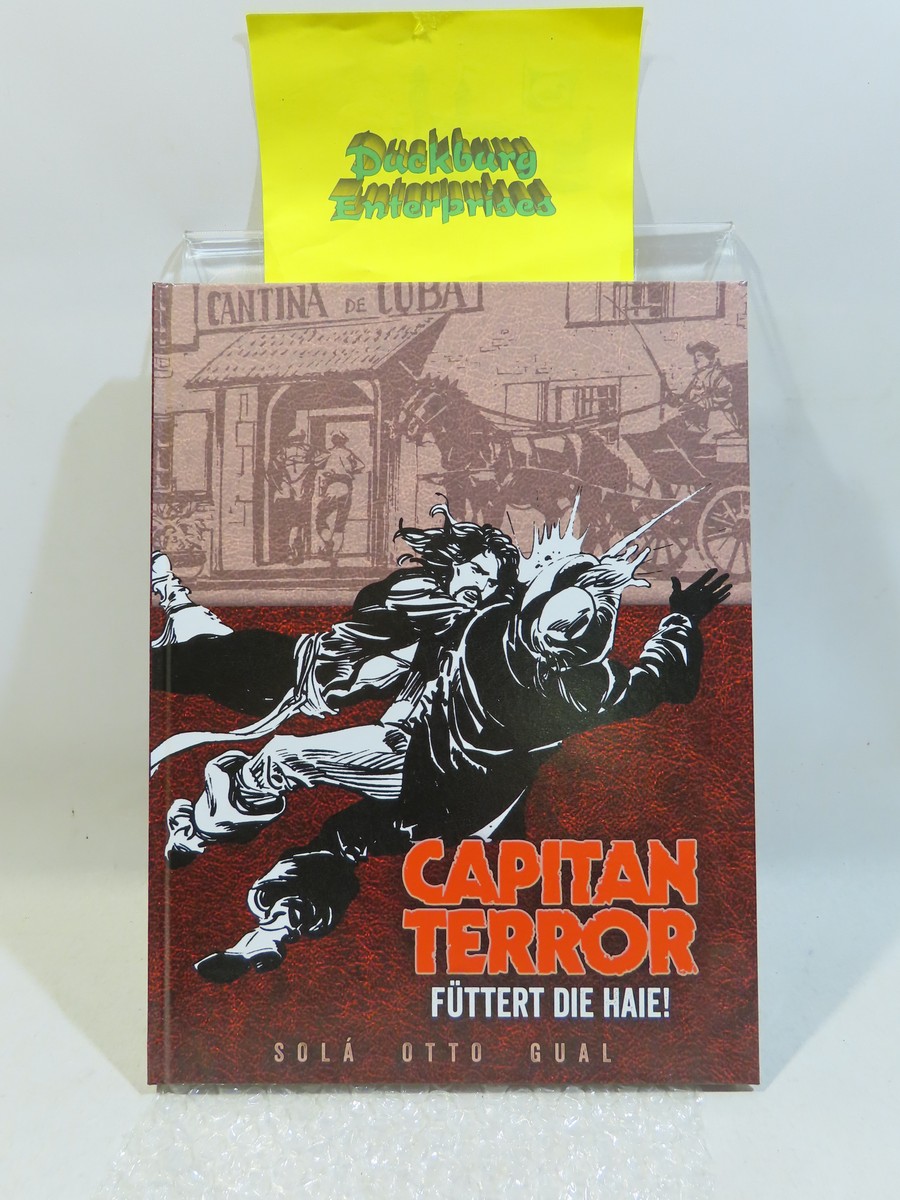 Duckburg
Enterprises
CANTINA DE CUBA
CAPITAN
TERROR
FÜTTERT DIE HAIE!
SOLÁ OTTO GUAL